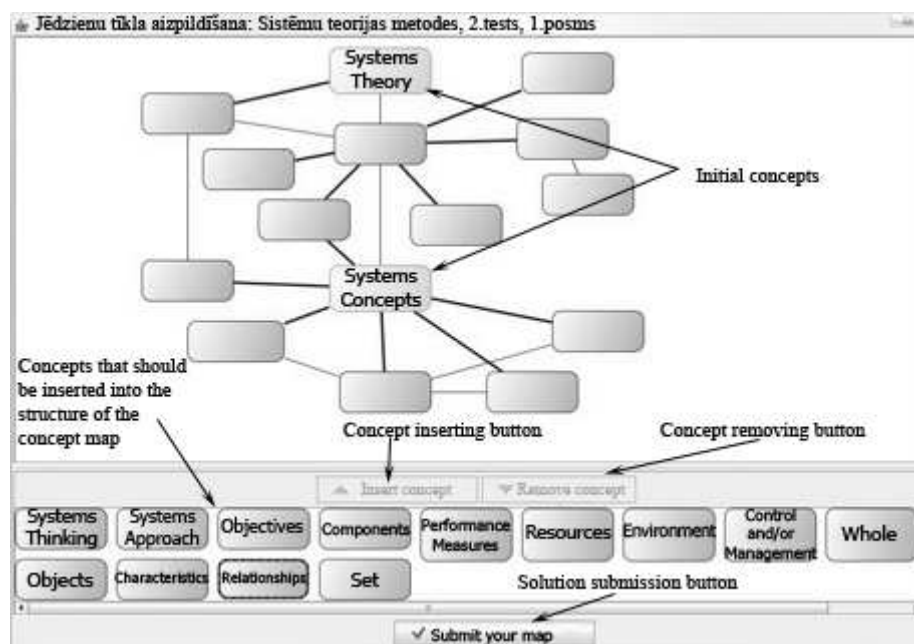 Jēdzienu tīkla aizpildīšana: Sistēmu teorijas metodes, 2.tests, 1.posms
Systems
Theory
Initial concepts
Systems
Concepts
Concepts that should
be inserted into the
structure of the
concept map
Concept inserting button
Concept removing button
Insert concept
Remove concept
Systems
Thinking
Systems
Approach
Objectives
Components
Performance
Measures
Resources
Environment
Control
and/or
Management
Whole
Objects
Characteristics
Relationships
Set
Solution submission button
Submit your map